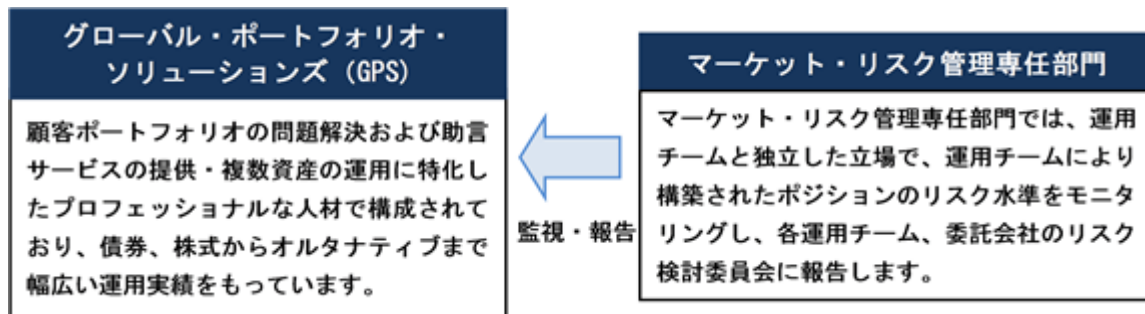 グローバル・ポートフォリオ・
ソリューションズ (GPS)
顧客ポートフォリオの問題解決および助言
サービスの提供・複数資産の運用に特化し
たプロフェッショナルな人材で構成されて
おり、債券、株式からオルタナティブまで
幅広い運用実績をもっています。
監視・報告
マーケット・リスク管理専任部門
マーケット・リスク管理専任部門では、運用
チームと独立した立場で、運用チームにより
構築されたポジションのリスク水準をモニタ
リングし、各運用チーム、委託会社のリスク
検討委員会に報告します。